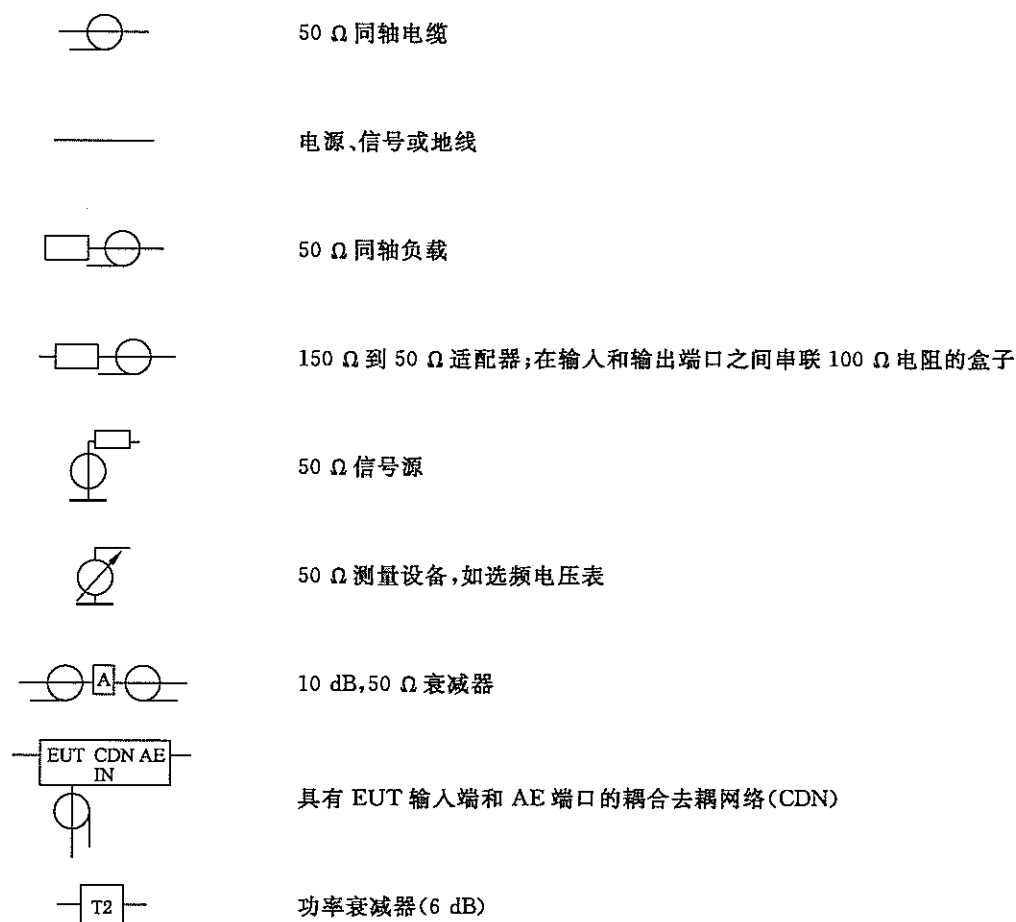 50 Ω 同轴电缆
电源、信号或地线
50 Ω 同轴负载
150 Ω 到 50 Ω 适配器;在输入和输出端口之间串联 100 Ω 电阻的盒子
50 Ω 信号源
50 Ω 测量设备,如选频电压表
A
10 dB,50 Ω 衰减器
EUT CDN AE
IN
具有 EUT 输入端和 AE 端口的耦合去耦网络(CDN)
T2
功率衰减器(6 dB)